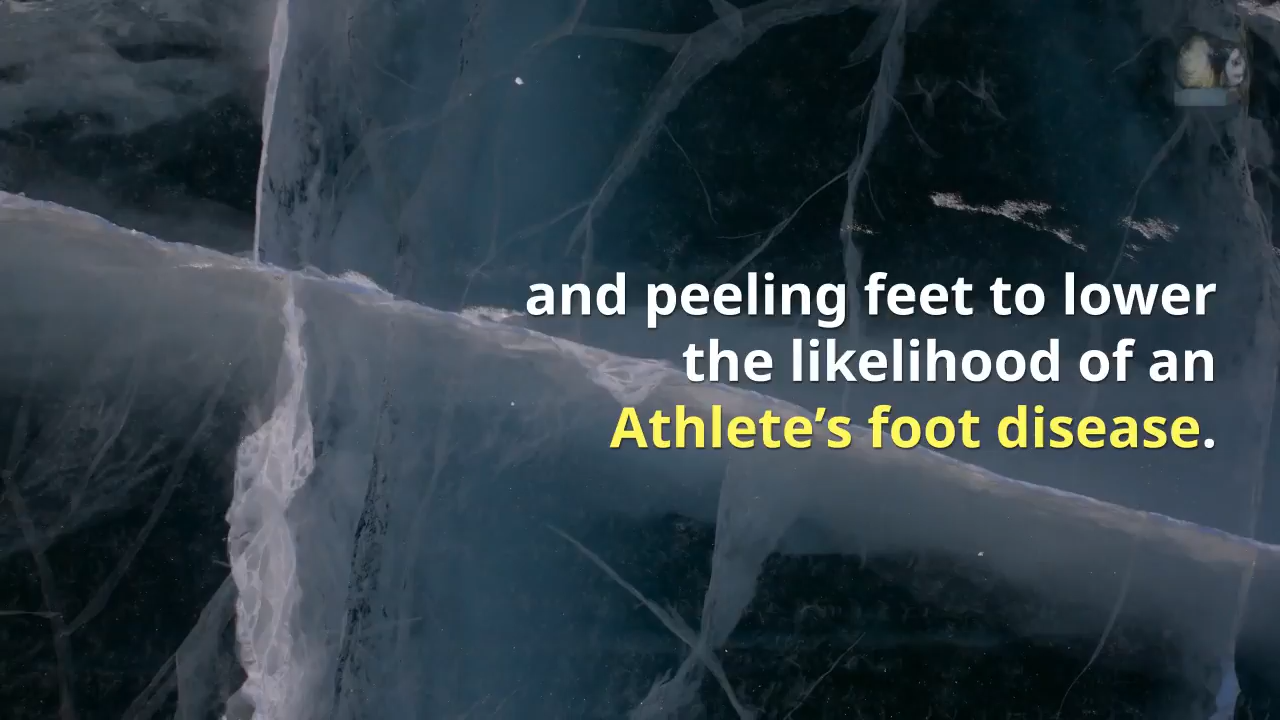 and peeling feet to lower
the likelihood of an
Athlete’s foot disease.